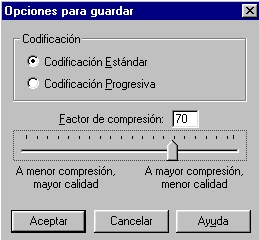 Opciones para guardar
Codificación
Codificación Estándar
Codificación Progresiva
Factor de compresión: 70
A menor compresión, A mayor compresión,
mayor calidad menor calidad
Aceptar Cancelar Ayuda